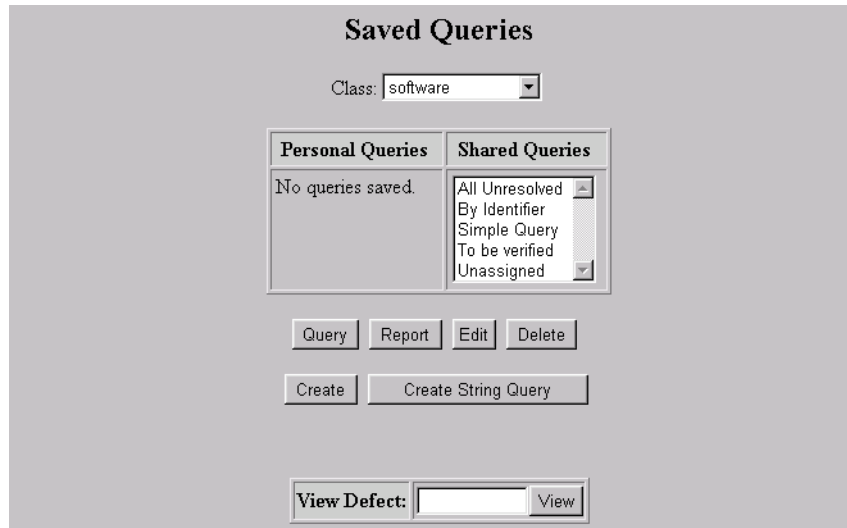 Saved Queries
Class: software
Personal Queries Shared Queries
No queries saved. All Unresolved
By Identifier
Simple Query
To be verified
Unassigned
Query Report Edit Delete
Create Create String Query
View Defect: View